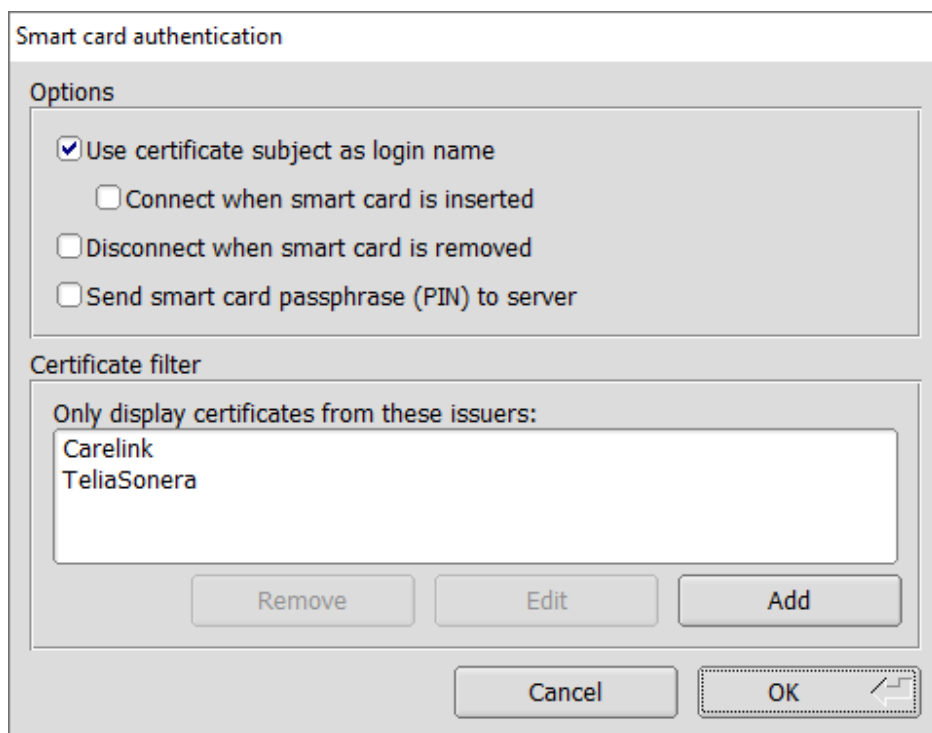 Smart card authentication
Options
Use certificate subject as login name
Connect when smart card is inserted
Disconnect when smart card is removed
Send smart card passphrase (PIN) to server
Certificate filter
Only display certificates from these issuers:
Carelink
TeliaSonera
Remove Edit Add
Cancel OK